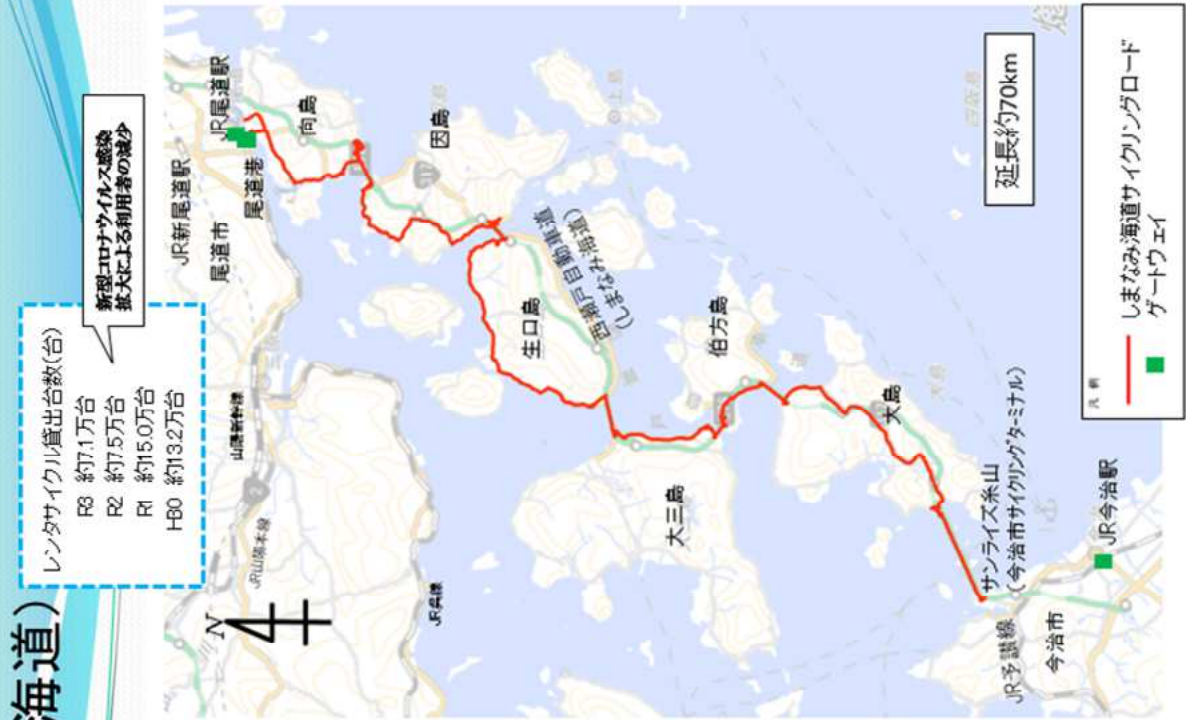 海道）
レンタサイクル貸出台数(台)
R3 約7.1万台
R2 約7.5万台
R1 約15.0万台
H30 約13.2万台
新型コロナウイルス感染
拡大による利用者の減少
N
JR新尾道駅
JR尾道駅
尾道市
尾道港
向島
因島
山陽新幹線
JR山陽本線
2
JR呉線
生口島
西瀬戸自動車道
（しまなみ海道）
伯方島
大三島
大島
大島
サンライズ糸山
（今治市サイクリングターミナル）
JR予讃線
今治市
JR今治駅
延長約70km
凡例
しまなみ海道サイクリングロード
ゲートウェイ